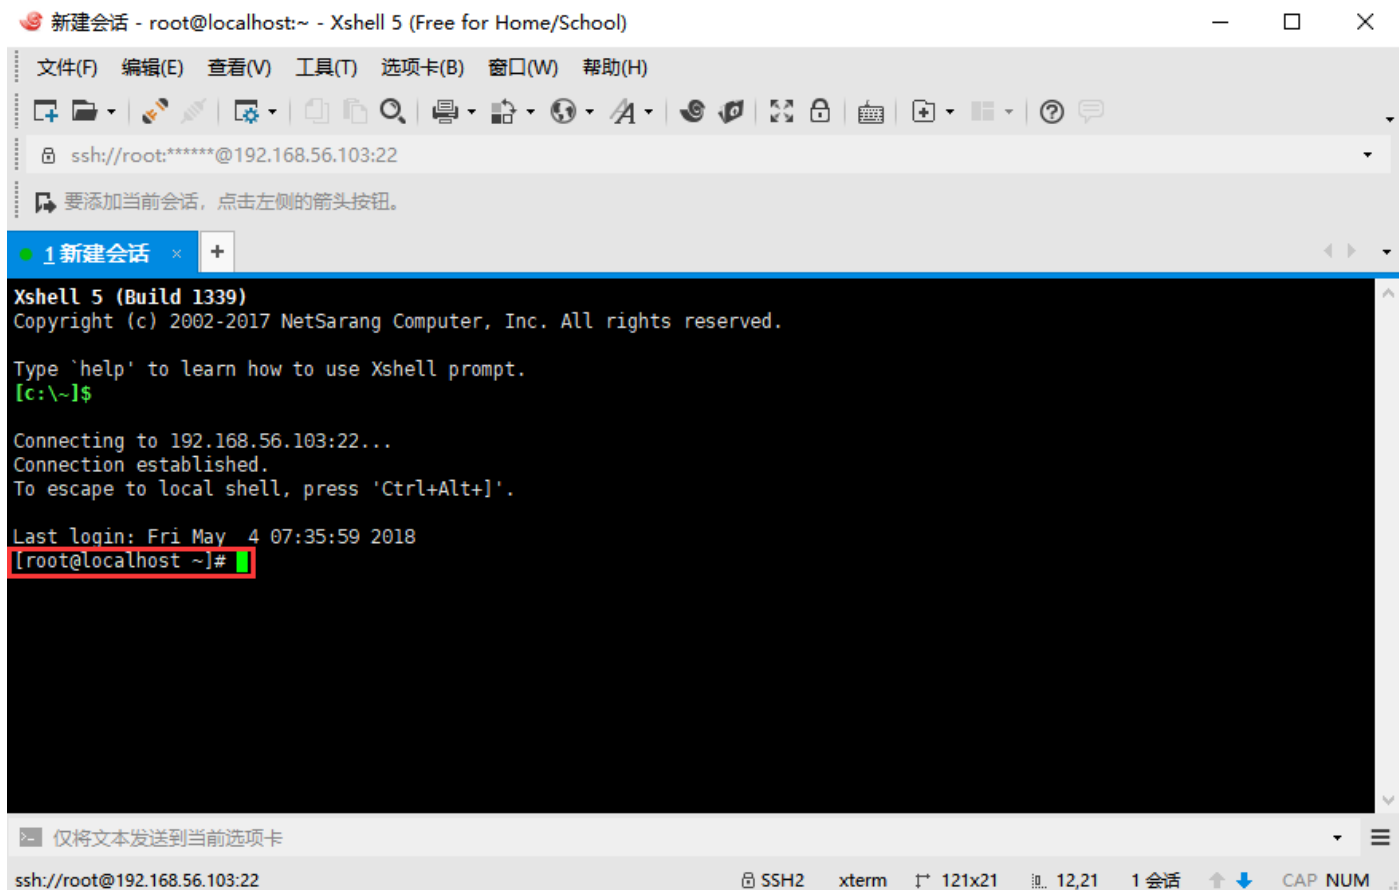 新建会话 - root@localhost:~ - Xshell 5 (Free for Home/School)
文件(F) 编辑(E) 查看(V) 工具(T) 选项卡(B) 窗口(W) 帮助(H)
ssh://root:******@192.168.56.103:22
要添加当前会话，点击左侧的箭头按钮。
1 新建会话 × +
Xshell 5 (Build 1339)
Copyright (c) 2002-2017 NetSarang Computer, Inc. All rights reserved.
Type `help' to learn how to use Xshell prompt.
[c:\~]$
Connecting to 192.168.56.103:22...
Connection established.
To escape to local shell, press 'Ctrl+Alt+]'.
Last login: Fri May  4 07:35:59 2018
[root@localhost ~]#
仅将文本发送到当前选项卡
ssh://root@192.168.56.103:22 SSH2 xterm 121x21 12,21 1 会话 CAP NUM